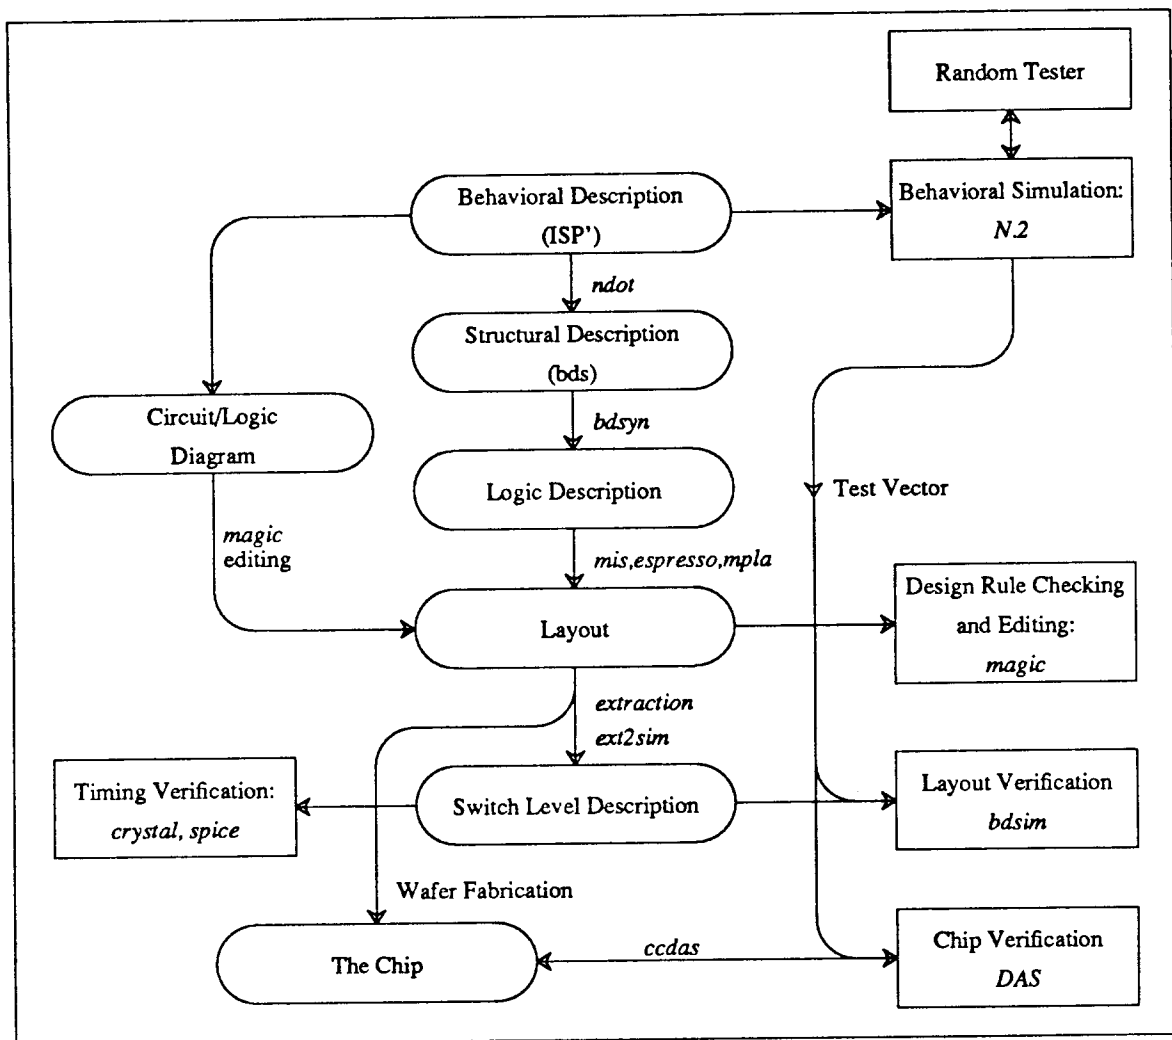 Random Tester
Behavioral Description
(ISP')
Behavioral Simulation:
N.2
ndot
Structural Description
(bds)
Circuit/Logic
Diagram
bdsyn
Logic Description
Test Vector
magic
editing
mis,espresso,mpla
Layout
Design Rule Checking
and Editing:
magic
extraction
ext2sim
Timing Verification:
crystal, spice
Switch Level Description
Layout Verification
bdsim
Wafer Fabrication
The Chip
ccdas
Chip Verification
DAS